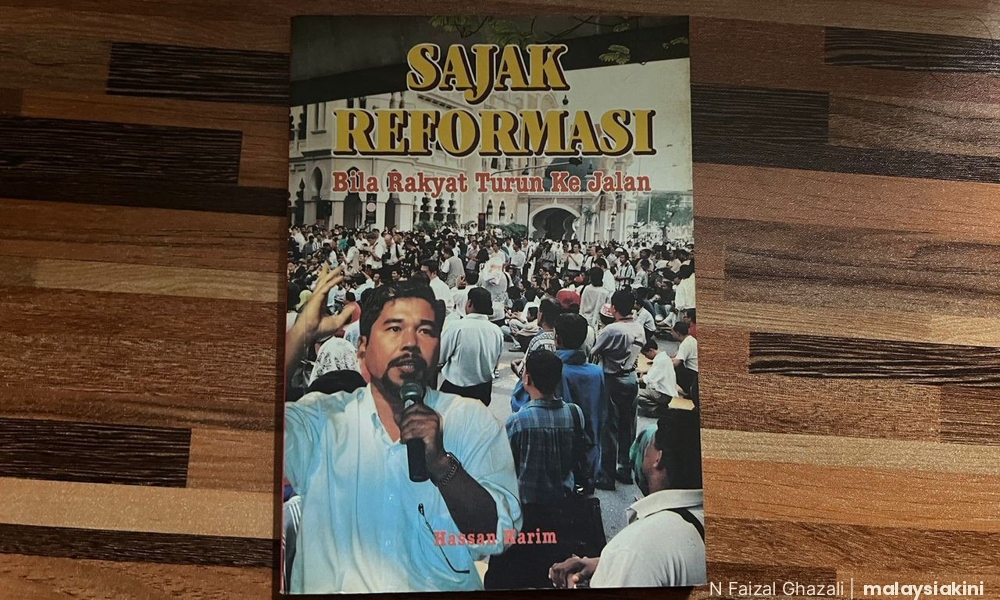 SAJAK
REFORMASI
Bila Rakyat Turun Ke Jalan
Hassan Karim
N Faizal Ghazali | malaysiakini